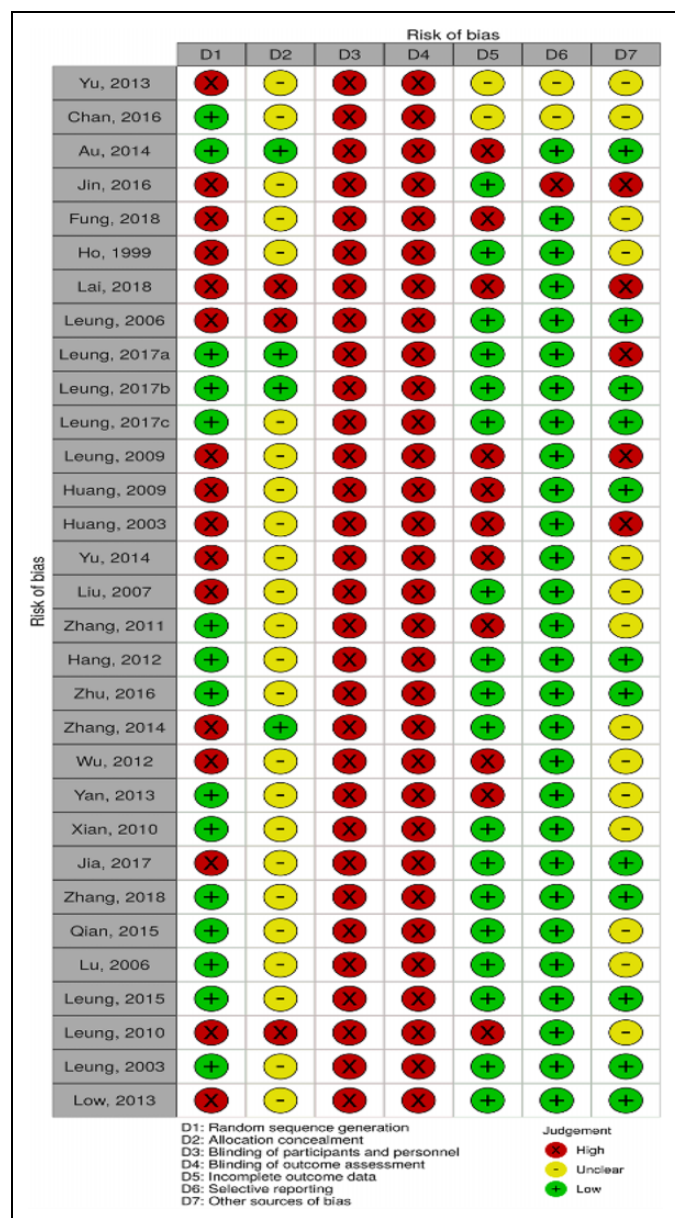 Risk of bias
D1 D2 D3 D4 D5 D6 D7
Yu, 2013 X - X X - - -
Chan, 2016 + - X X - - -
Au, 2014 + + X X X + +
Jin, 2016 X - X X + X X
Fung, 2018 X - X X X + -
Ho, 1999 X - X X + + -
Lai, 2018 X X X X X + X
Leung, 2006 X X X X + + +
Leung, 2017a + + X X + + X
Leung, 2017b + + X X + + +
Leung, 2017c + - X X + + +
Leung, 2009 X - X X X + X
Huang, 2009 X - X X X + +
Huang, 2003 X - X X X + X
Yu, 2014 X - X X X + -
Liu, 2007 X - X X + + -
Zhang, 2011 + - X X X + -
Hang, 2012 + - X X + + +
Zhu, 2016 + - X X + + +
Zhang, 2014 X + X X + + -
Wu, 2012 X - X X X + -
Yan, 2013 + - X X X + -
Xian, 2010 + - X X + + -
Jia, 2017 X - X X + + +
Zhang, 2018 + - X X + + +
Qian, 2015 + - X X + + -
Lu, 2006 + - X X + + -
Leung, 2015 + - X X + + +
Leung, 2010 X X X X X + -
Leung, 2003 + - X X + + +
Low, 2013 X - X X + + +
Risk of bias
D1: Random sequence generation
D2: Allocation concealment
D3: Blinding of participants and personnel
D4: Blinding of outcome assessment
D5: Incomplete outcome data
D6: Selective reporting
D7: Other sources of bias
Judgement
X High
- Unclear
+ Low